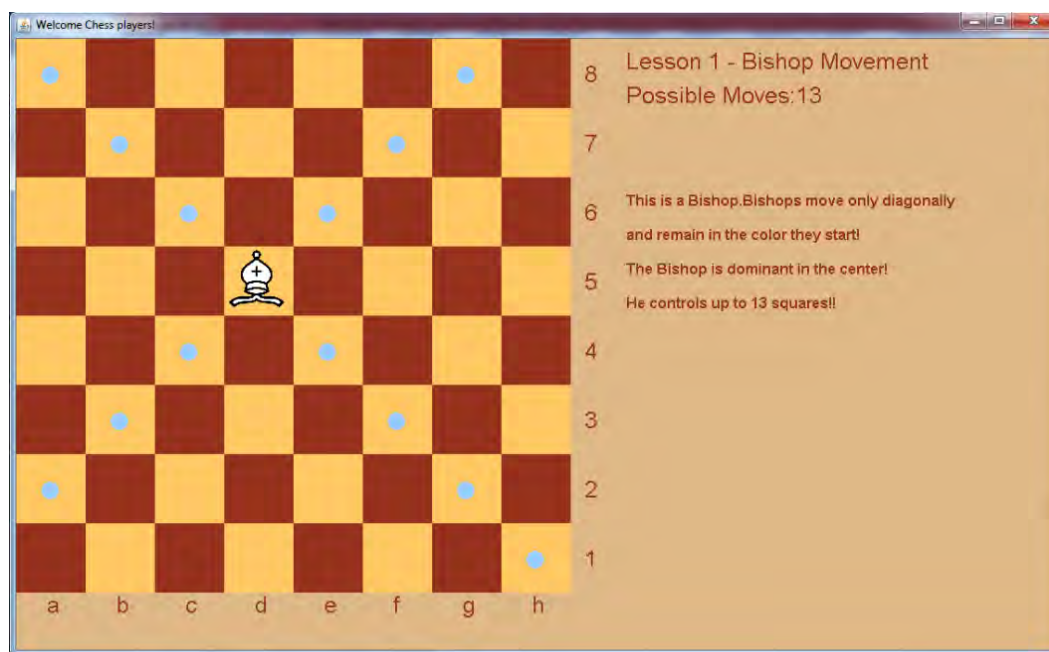 Welcome Chess players!
8
Lesson 1 - Bishop Movement
Possible Moves:13
7
6
This is a Bishop.Bishops move only diagonally
and remain in the color they start!
5
The Bishop is dominant in the center!
He controls up to 13 squares!!
4
3
2
1
a b c d e f g h